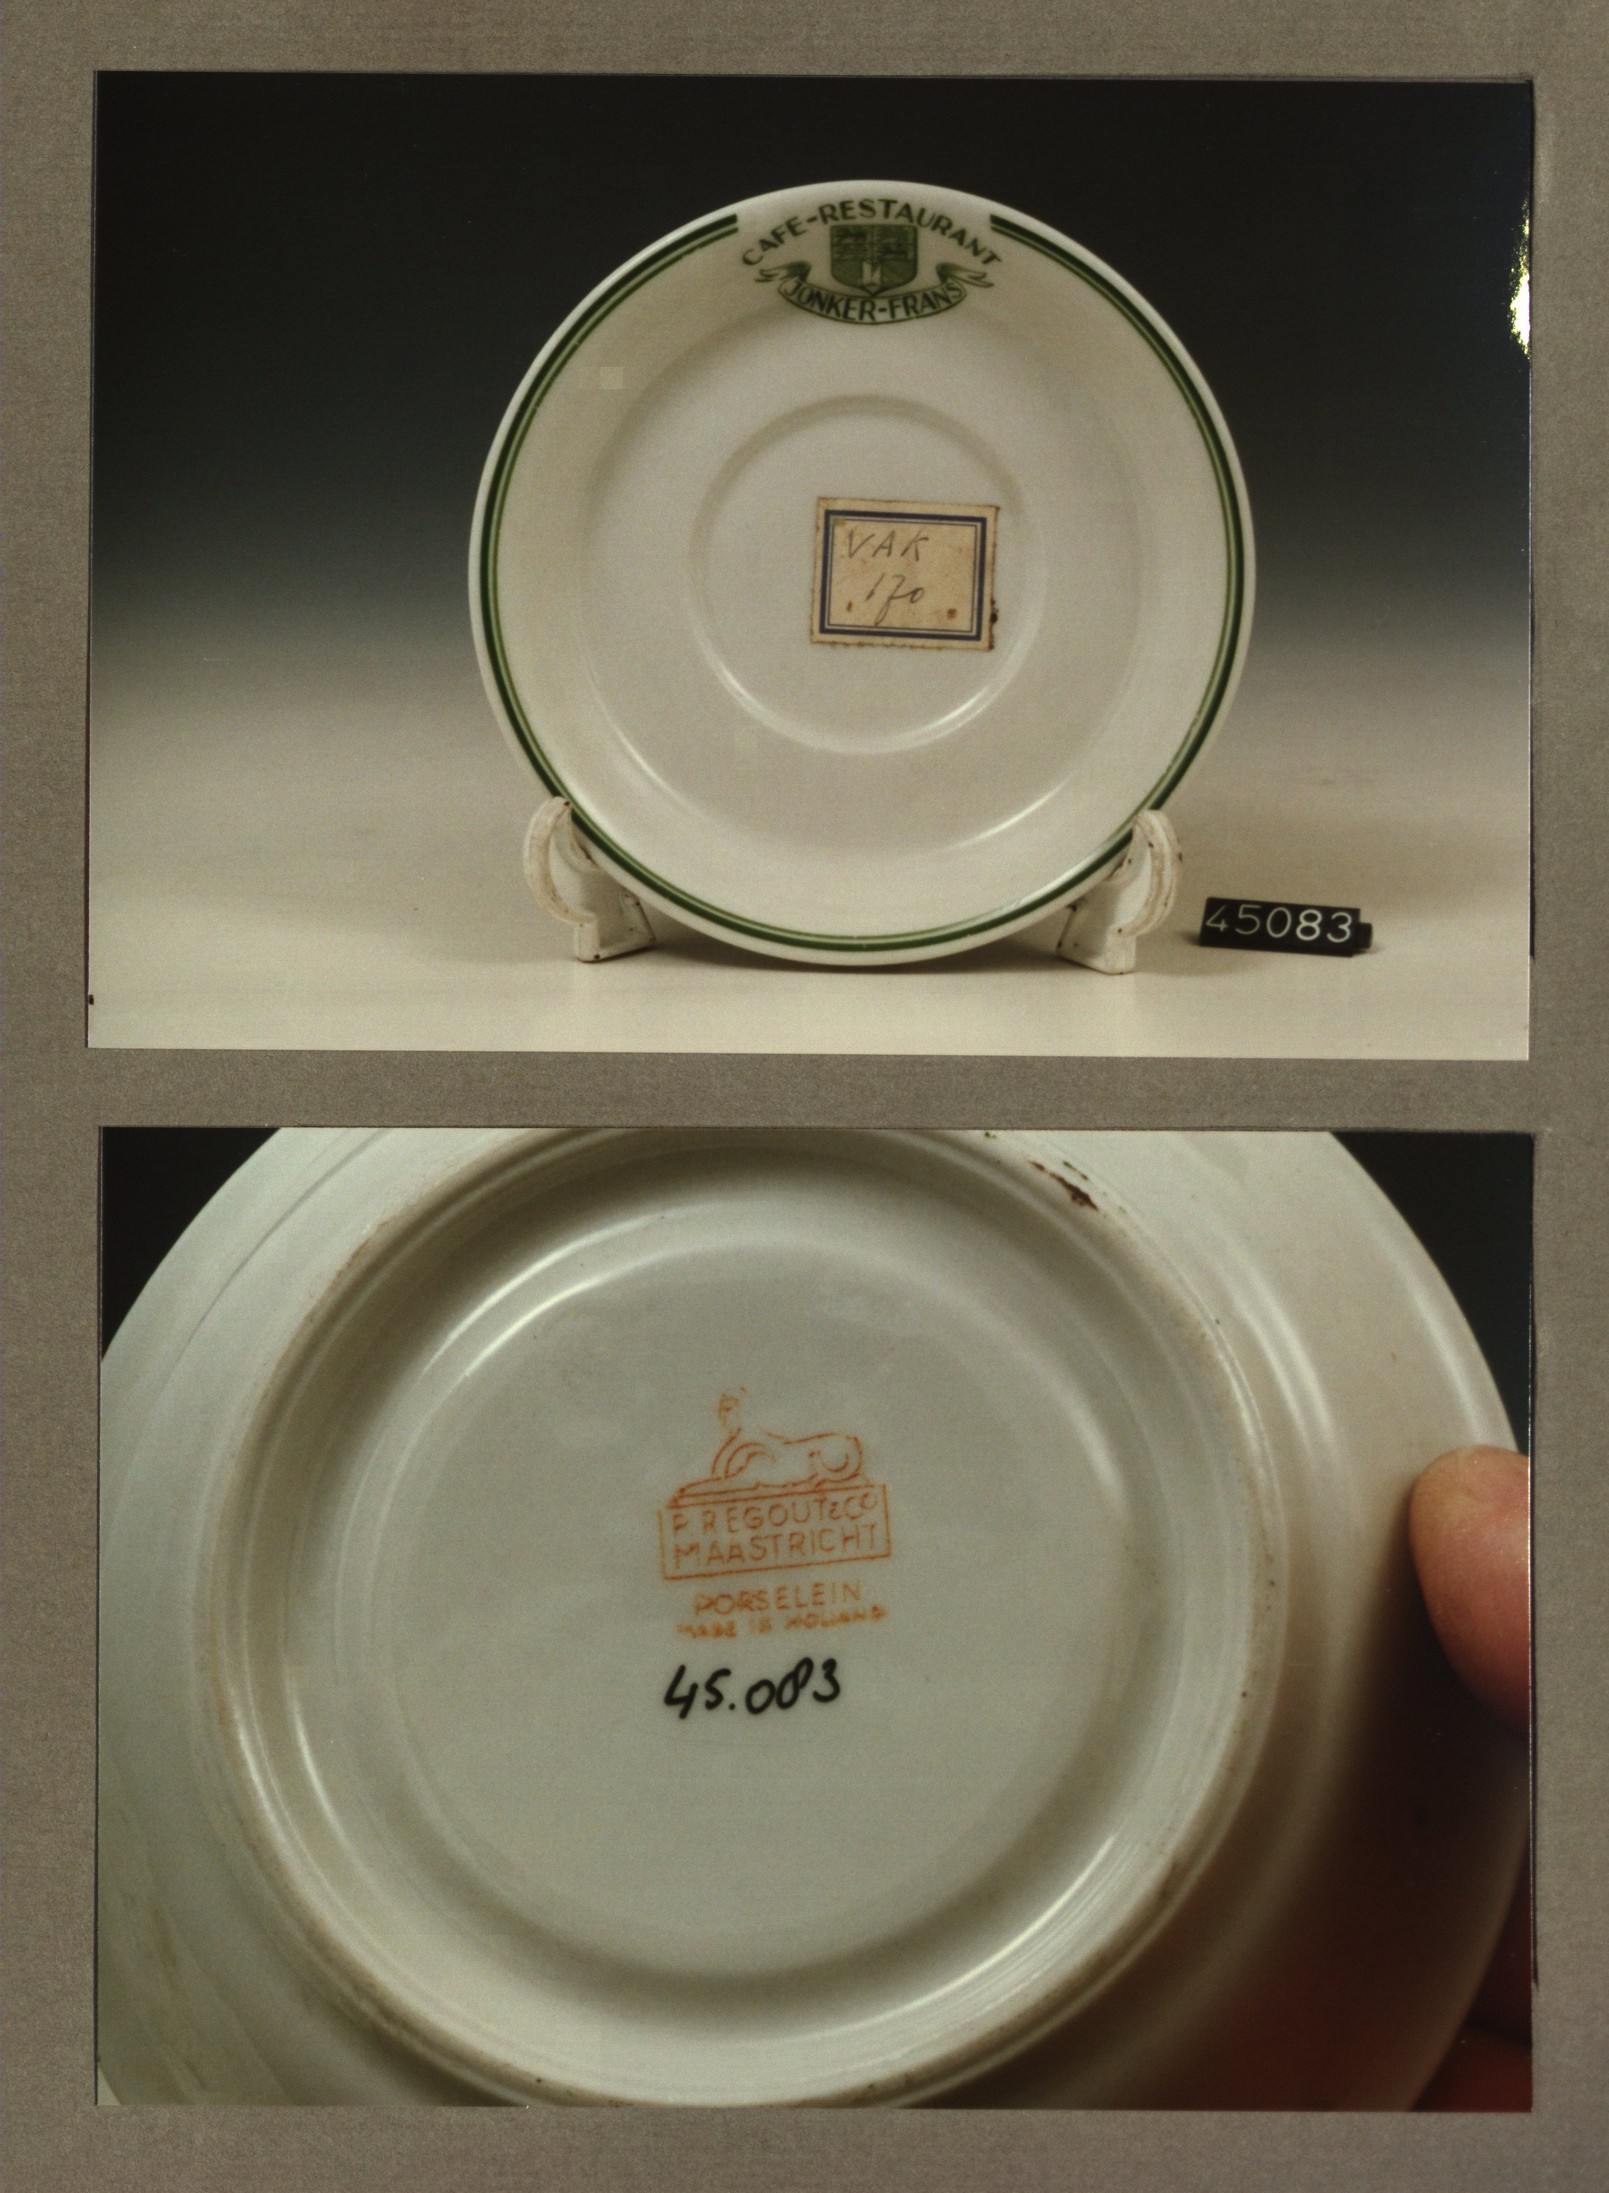 CAFE-RESTAURANT
JONKER-FRANS
VAK
170
45083
P. REGOUT & CO
MAASTRICHT
PORSELEIN
MADE IN HOLLAND
45.083